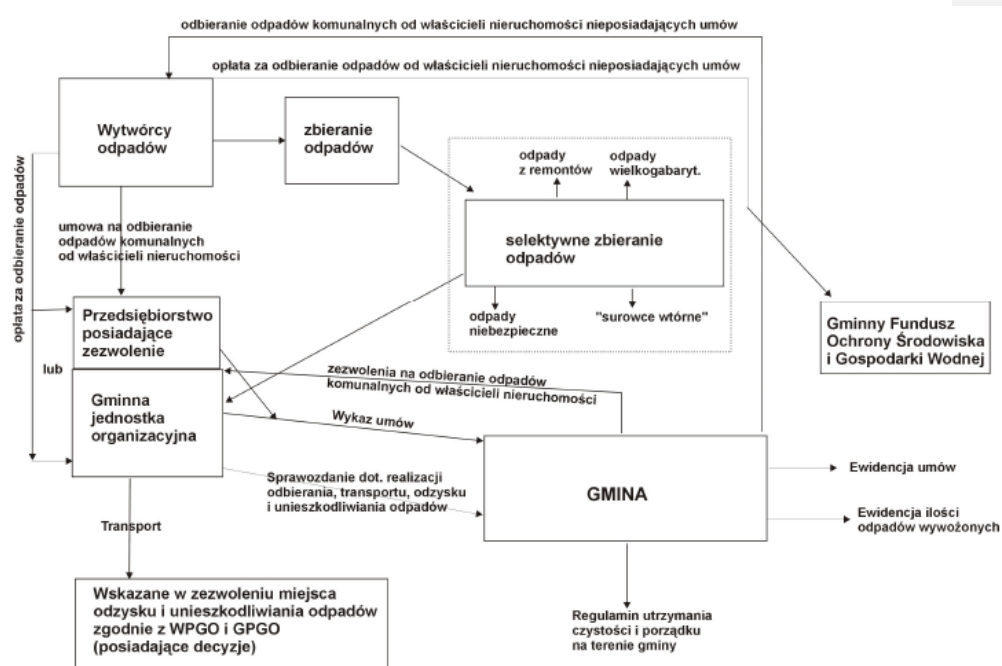 odbieranie odpadów komunalnych od właścicieli nieruchomości nieposiadających umów
opłata za odbieranie odpadów od właścicieli nieruchomości nieposiadających umów
Wytwórcy
odpadów
zbieranie
odpadów
odpady
z remontów
odpady
wielkogabaryt.
selektywne zbieranie
odpadów
odpady
niebezpieczne
"surowce wtórne"
opłata za odbieranie odpadów
umowa na odbieranie
odpadów komunalnych
od właścicieli nieruchomości
Przedsiębiorstwo
posiadające
zezwolenie
lub
Gminna
jednostka
organizacyjna
Gminny Fundusz
Ochrony Środowiska
i Gospodarki Wodnej
zezwolenia na odbieranie odpadów
komunalnych od właścicieli nieruchomości
Wykaz umów
Sprawozdanie dot. realizacji
odbierania, transportu, odzysku
i unieszkodliwiania odpadów
GMINA
Ewidencja umów
Ewidencja ilości
odpadów wywożonych
Transport
Wskazane w zezwoleniu miejsca
odzysku i unieszkodliwiania odpadów
zgodnie z WPGO i GPGO
(posiadające decyzje)
Regulamin utrzymania
czystości i porządku
na terenie gminy